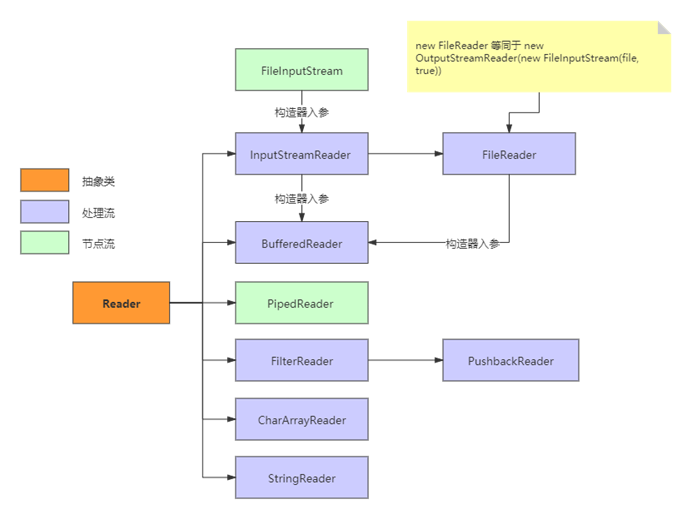 new FileReader 等同于 new
OutputStreamReader(new FileInputStream(file,
true))
FileInputStream
构造器入参
InputStreamReader
FileReader
抽象类
构造器入参
处理流
节点流
BufferedReader
构造器入参
Reader
PipedReader
FilterReader
PushbackReader
CharArrayReader
StringReader